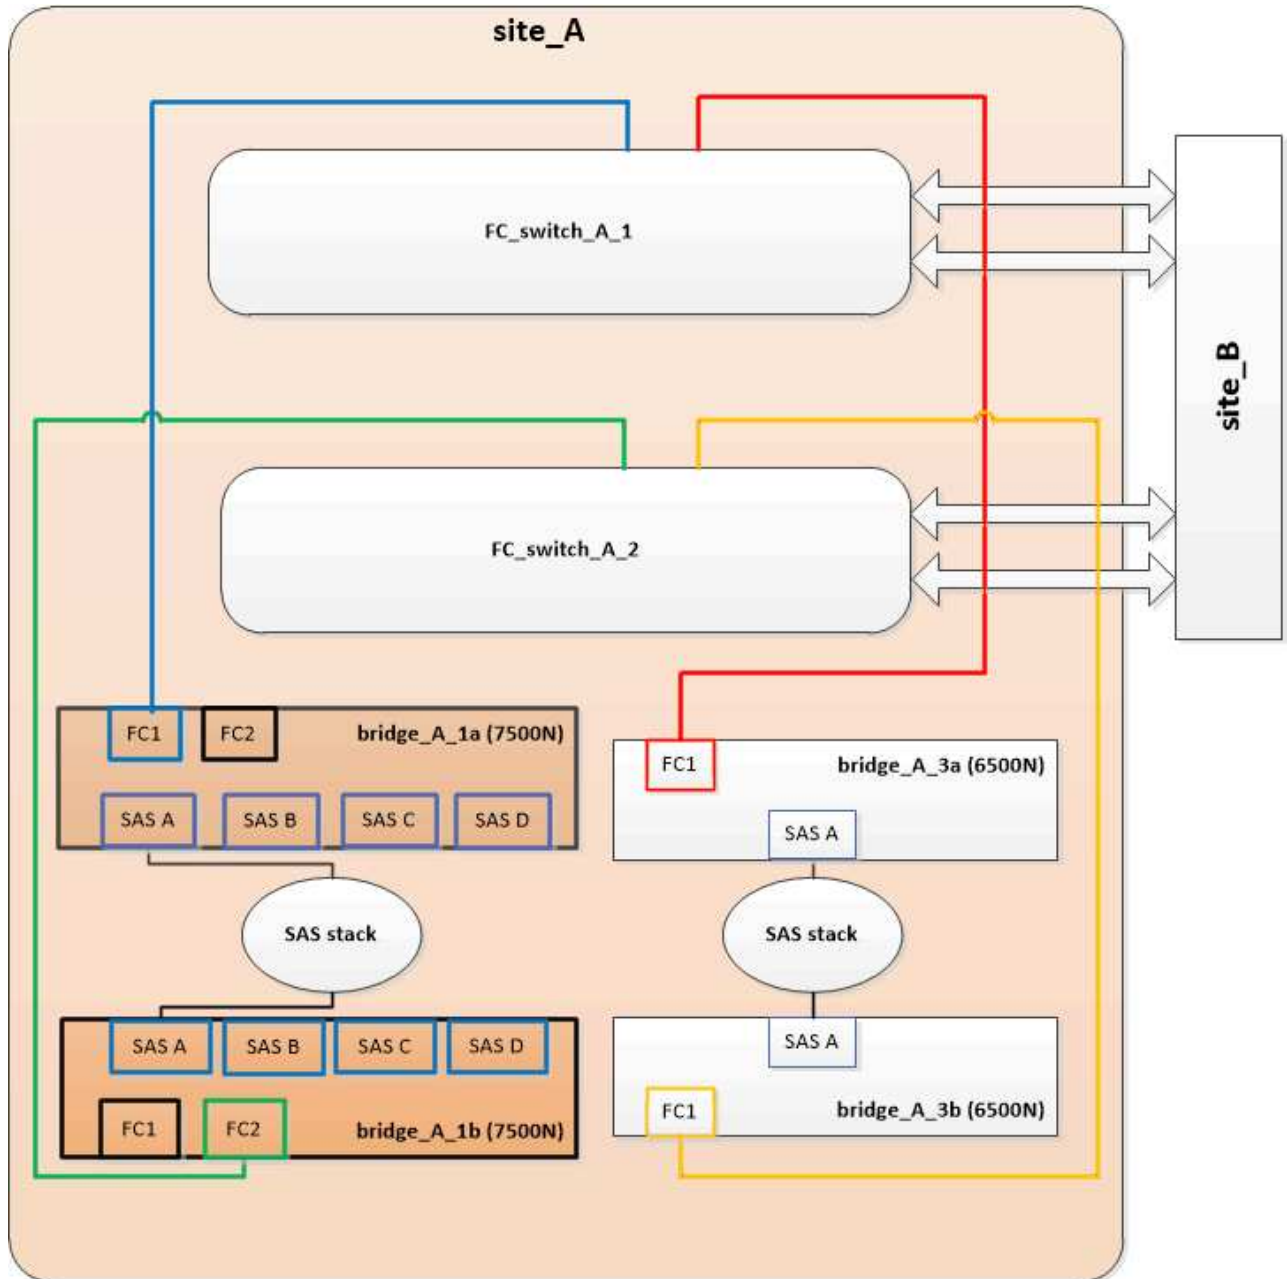 site_A
FC_switch_A_1
site_B
FC_switch_A_2
FC1
FC2
bridge_A_1a (7500N)
SAS A
SAS B
SAS C
SAS D
FC1
bridge_A_3a (6500N)
SAS A
SAS stack
SAS stack
SAS A
SAS B
SAS C
SAS D
FC1
FC2
bridge_A_1b (7500N)
SAS A
FC1
bridge_A_3b (6500N)